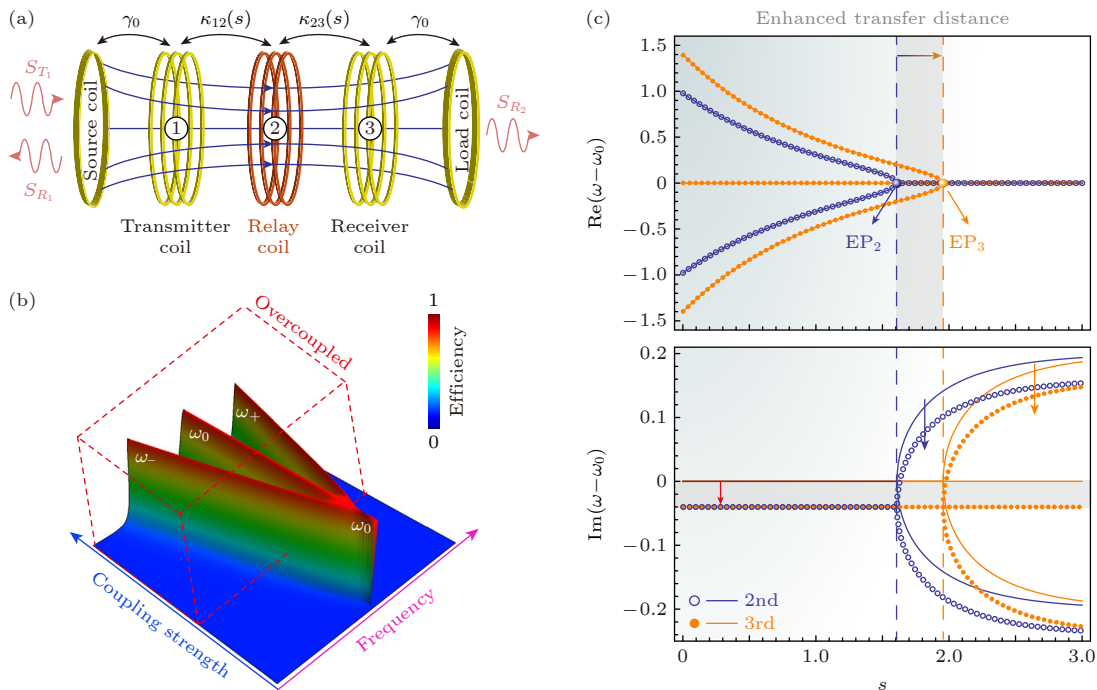 (a)
γ₀
κ₁₂(s)
κ₂₃(s)
γ₀
S_T₁
S_R₁
Source coil
1
2
3
Load coil
S_R₂
Transmitter
coil
Relay
coil
Receiver
coil
(b)
Overcoupled
1
Efficiency
0
ω₊
ω₀
ω₋
ω₀
Coupling strength
Frequency
(c)
Enhanced transfer distance
1.5
1.0
0.5
0
−0.5
−1.0
−1.5
Re(ω−ω₀)
EP₂
EP₃
0.2
0.1
0
−0.1
−0.2
Im(ω−ω₀)
2nd
3rd
0
1.0
2.0
3.0
s